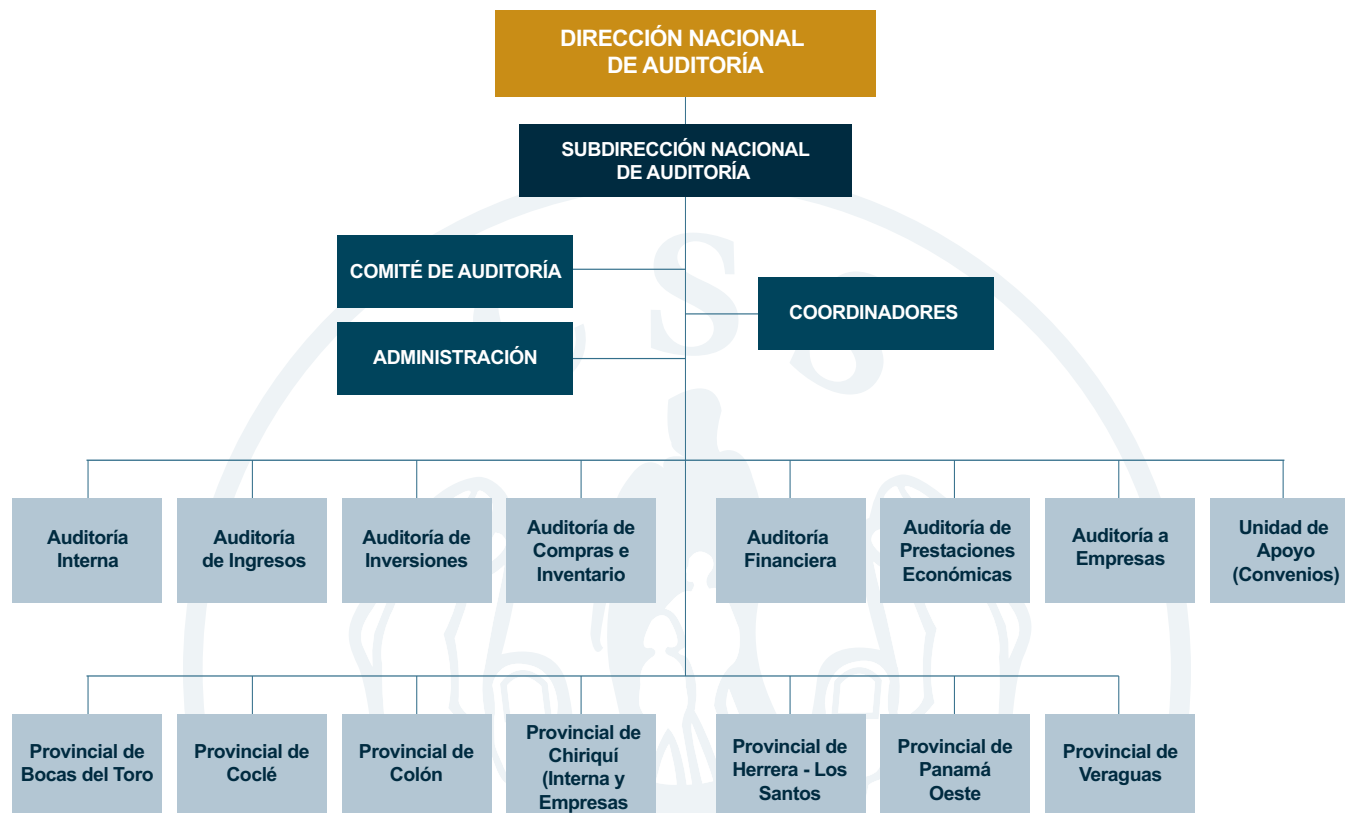 DIRECCIÓN NACIONAL
DE AUDITORÍA
SUBDIRECCIÓN NACIONAL
DE AUDITORÍA
COMITÉ DE AUDITORÍA
COORDINADORES
ADMINISTRACIÓN
C S S
Auditoría
Interna
Auditoría
de Ingresos
Auditoría de
Inversiones
Auditoría de
Compras e
Inventario
Auditoría
Financiera
Auditoría de
Prestaciones
Económicas
Auditoría a
Empresas
Unidad de
Apoyo
(Convenios)
Provincial de
Bocas del Toro
Provincial de
Coclé
Provincial de
Colón
Provincial de
Chiriquí
(Interna y
Empresas
Provincial de
Herrera - Los
Santos
Provincial de
Panamá
Oeste
Provincial de
Veraguas